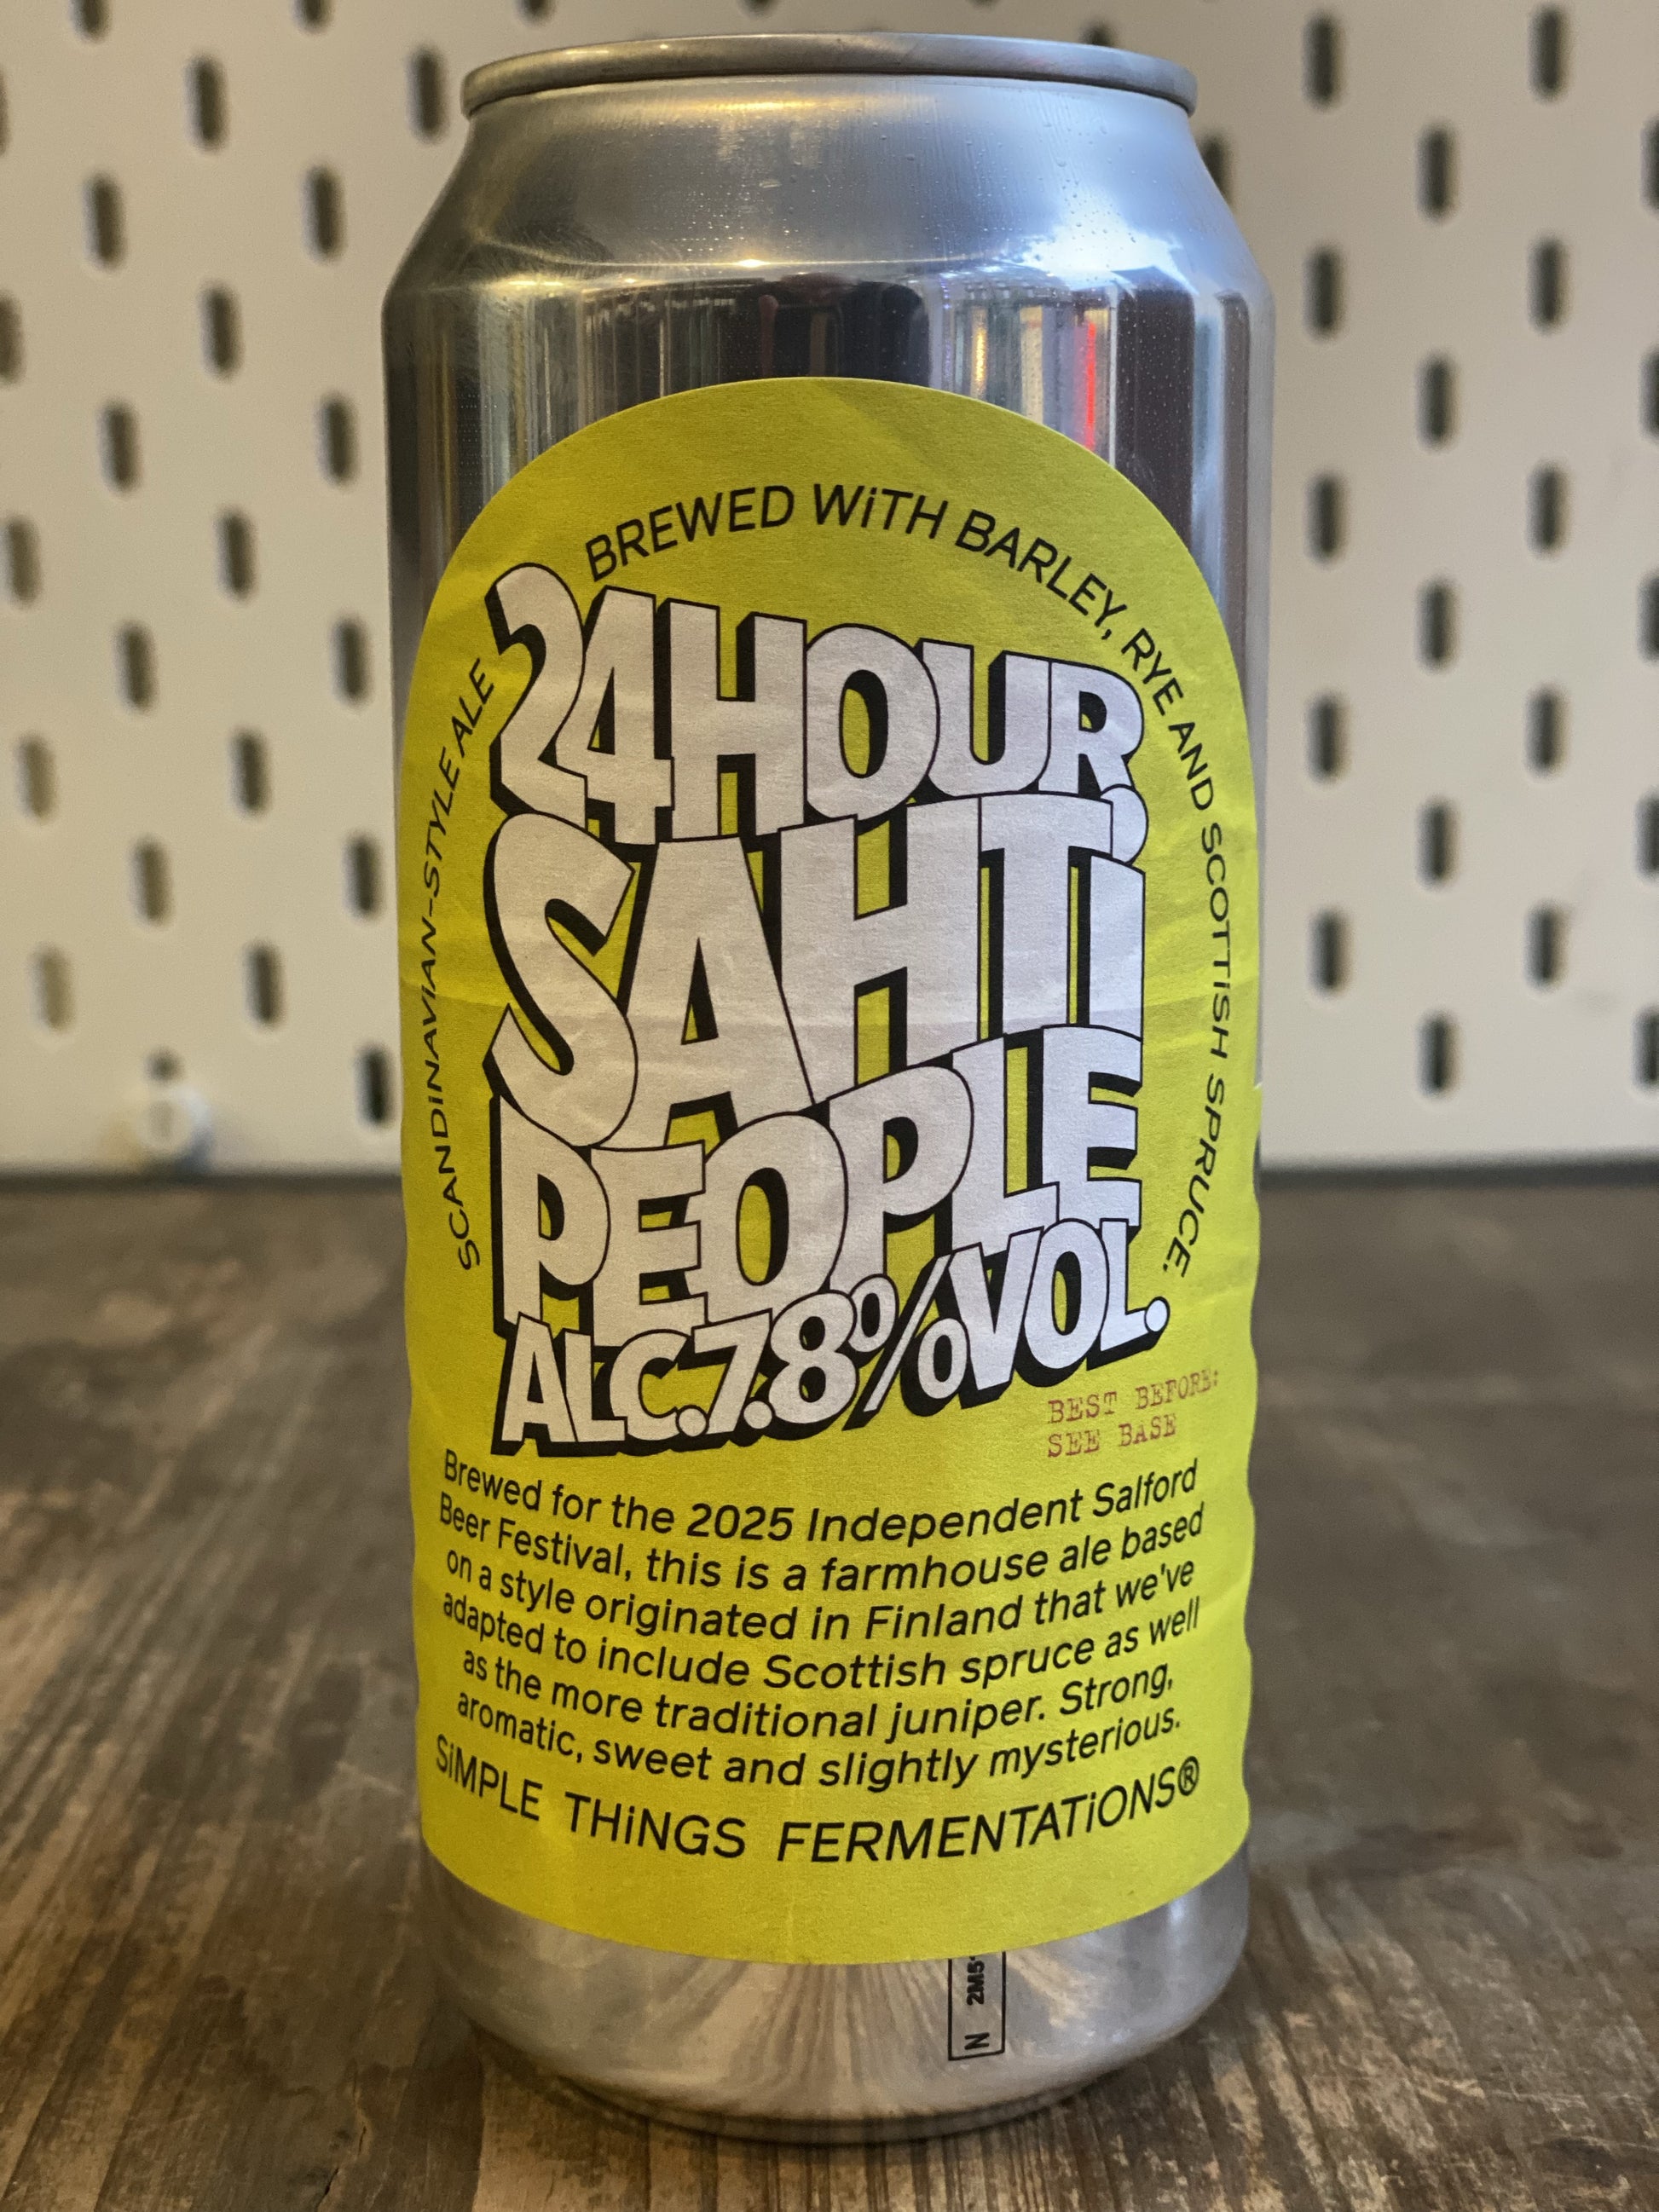 BREWED WiTH BARLEY, RYE AND SCOTTiSH SPRUCE.
SCANDiNAViAN-STYLE ALE
24 HOUR
SAHTi
PEOPLE
ALC.7.8%VOL.
BEST BEFORE:
SEE BASE
Brewed for the 2025 Independent Salford
Beer Festival, this is a farmhouse ale based
on a style originated in Finland that we've
adapted to include Scottish spruce as well
as the more traditional juniper. Strong,
aromatic, sweet and slightly mysterious.
SiMPLE THiNGS FERMENTATiONS®
N 2M5